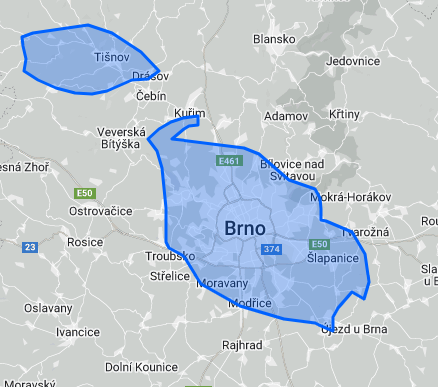 Blansko
Tišnov
Jedovnice
Drásov
Čebín
Kuřim
Adamov
Křtiny
Veverská
Bítýška
E461
Bílovice nad
Svitavou
esná Zhoř
E50
Mokrá-Horákov
Ostrovačice
Rou
Brno
Tvarožná
23
Rosice
374
E50
Troubsko
Šlapanice
Střelice
Sla
u B
Moravany
Oslavany
Modřice
Ivancice
Újezd u Brna
Rajhrad
Dolní Kounice
Moravský